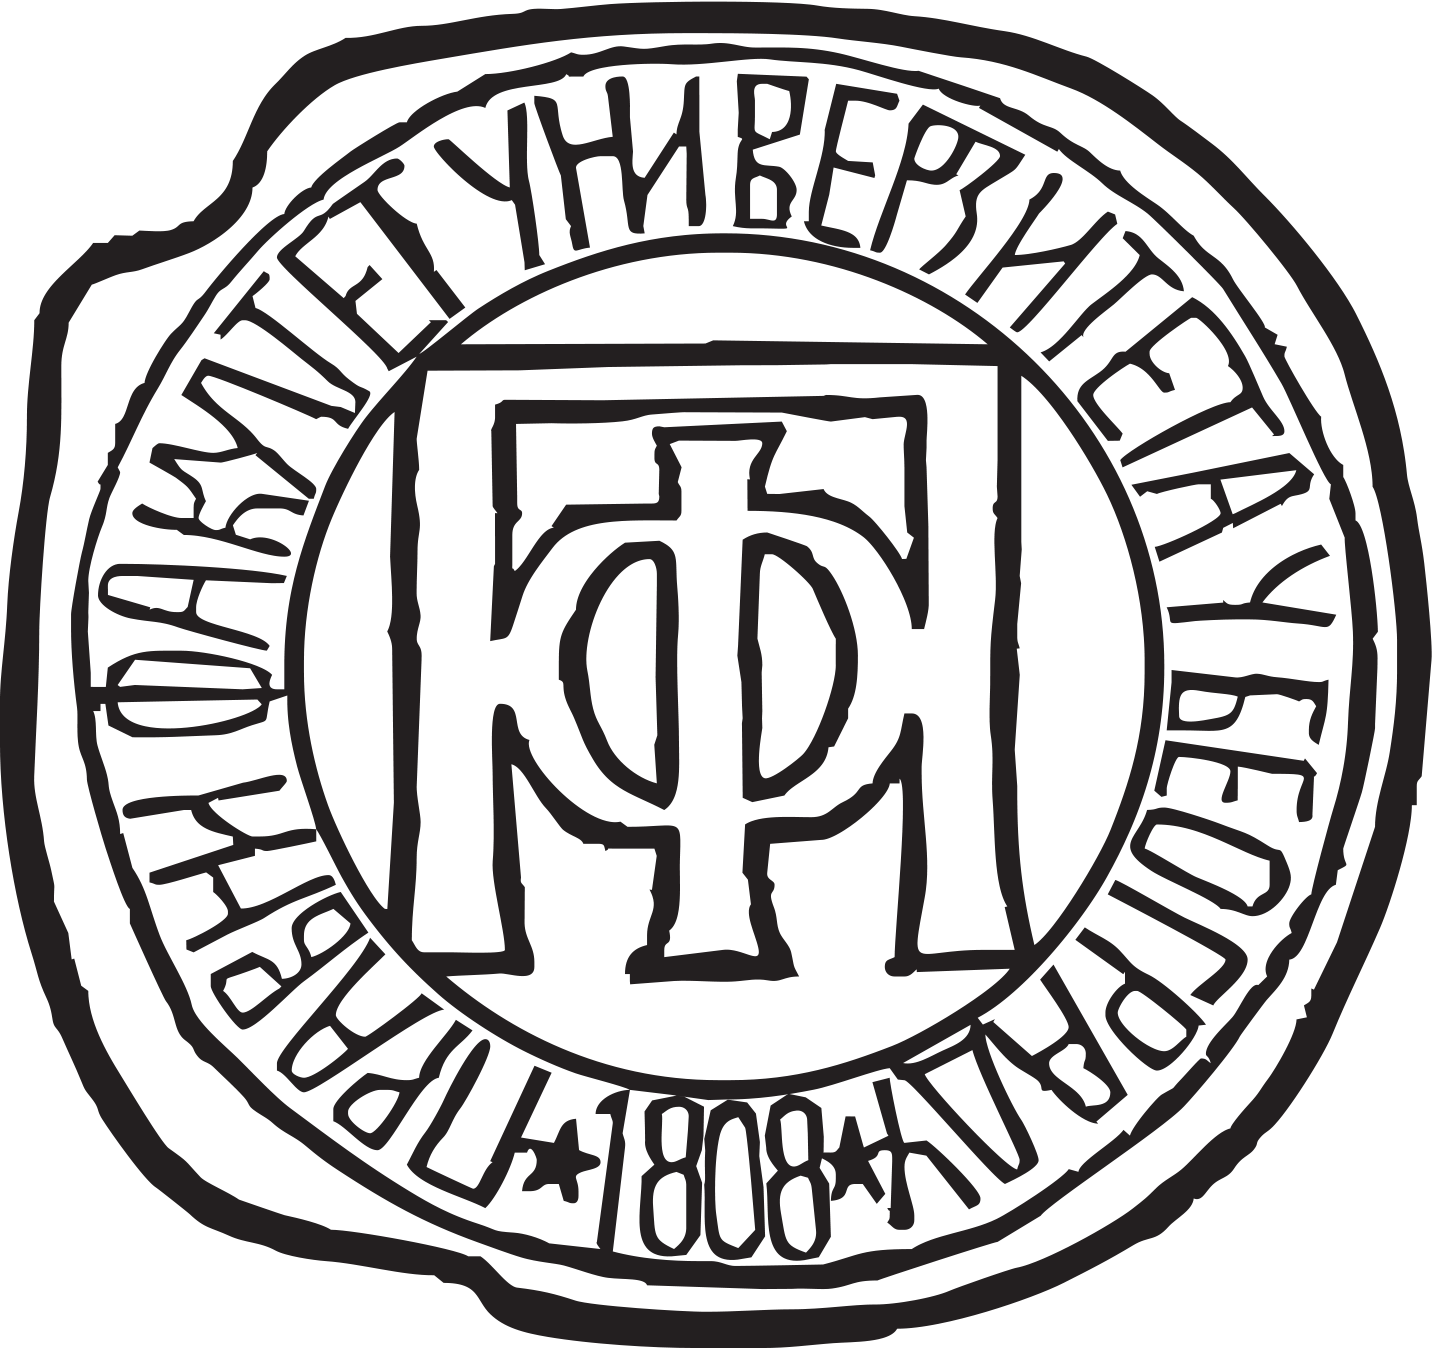 ПРАВНИ ФАКУЛТЕТ УНИВЕРЗИТЕТА У БЕОГРАДУ
★ 1808 ★
ПФ